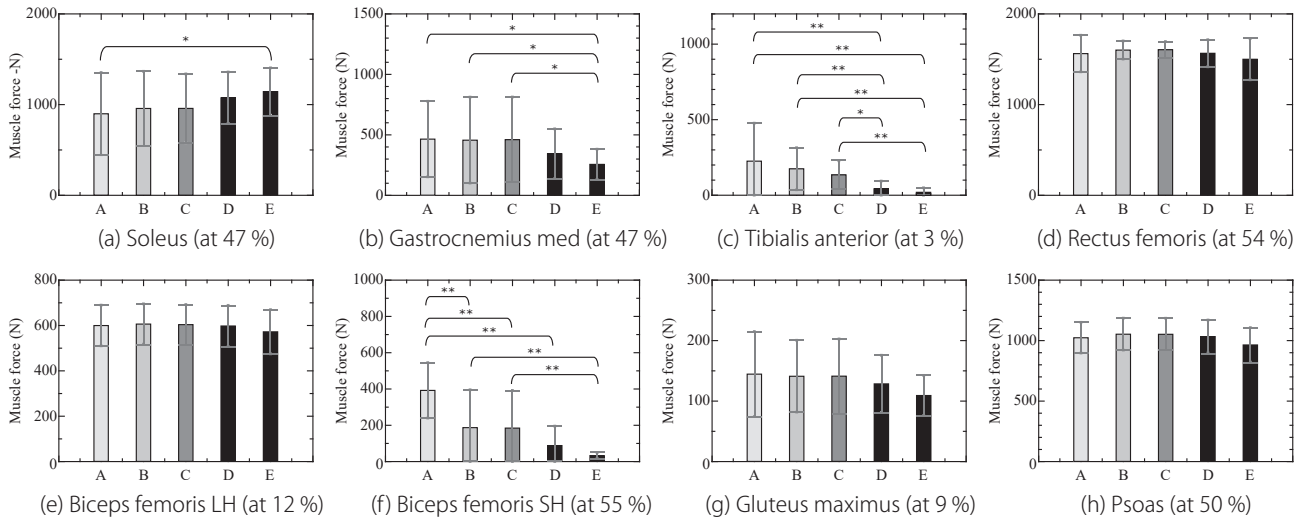 2000
1000
0
Muscle force -N)
*
A B C D E
(a) Soleus (at 47 %)
1500
1000
500
0
Muscle force (N)
*
*
*
A B C D E
(b) Gastrocnemius med (at 47 %)
1000
500
0
Muscle force (N)
**
**
**
**
*
**
A B C D E
(c) Tibialis anterior (at 3 %)
2000
1000
0
Muscle force (N)
A B C D E
(d) Rectus femoris (at 54 %)
800
600
400
200
0
Muscle force (N)
A B C D E
(e) Biceps femoris LH (at 12 %)
1000
800
600
400
200
0
Muscle force (N)
**
**
**
**
**
A B C D E
(f) Biceps femoris SH (at 55 %)
300
200
100
0
Muscle force (N)
A B C D E
(g) Gluteus maximus (at 9 %)
1500
1000
500
0
Muscle force (N)
A B C D E
(h) Psoas (at 50 %)